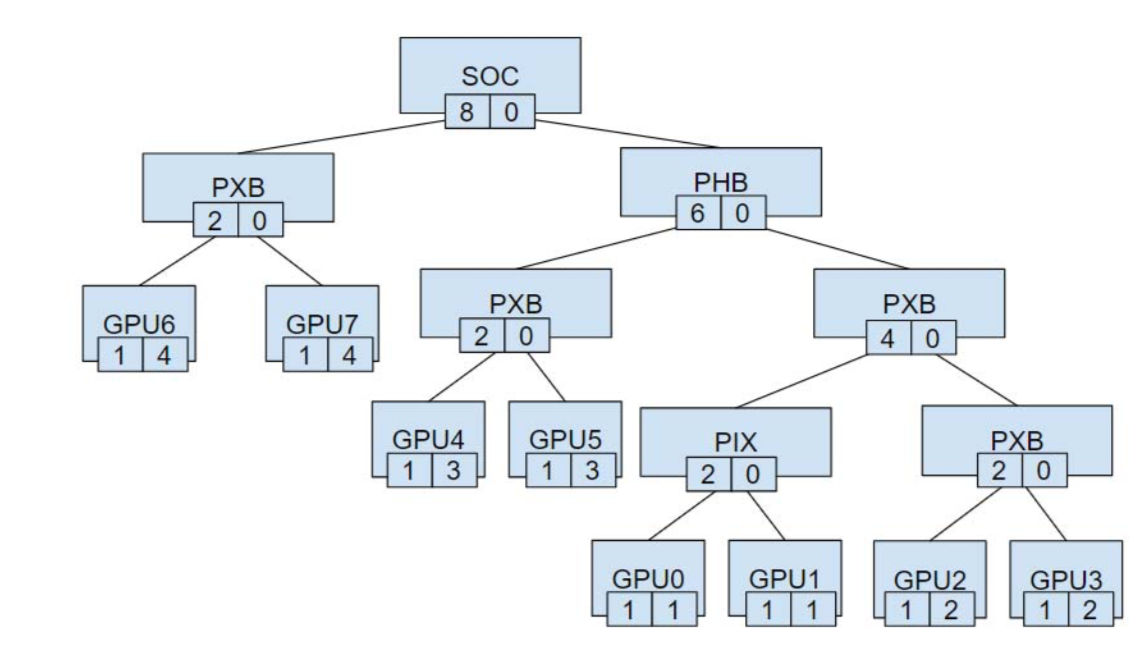 SOC
8 0
PXB
2 0
PHB
6 0
GPU6
1 4
GPU7
1 4
PXB
2 0
PXB
4 0
GPU4
1 3
GPU5
1 3
PIX
2 0
PXB
2 0
GPU0
1 1
GPU1
1 1
GPU2
1 2
GPU3
1 2